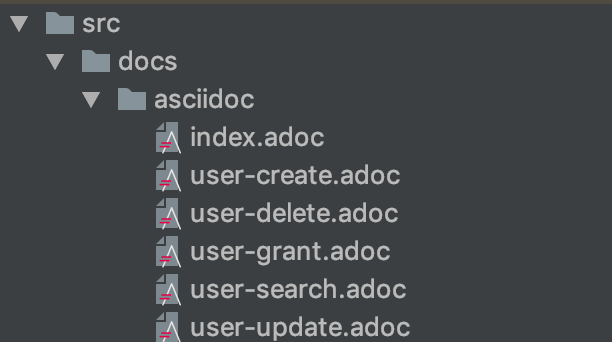 src
docs
asciidoc
index.adoc
user-create.adoc
user-delete.adoc
user-grant.adoc
user-search.adoc
user-update.adoc